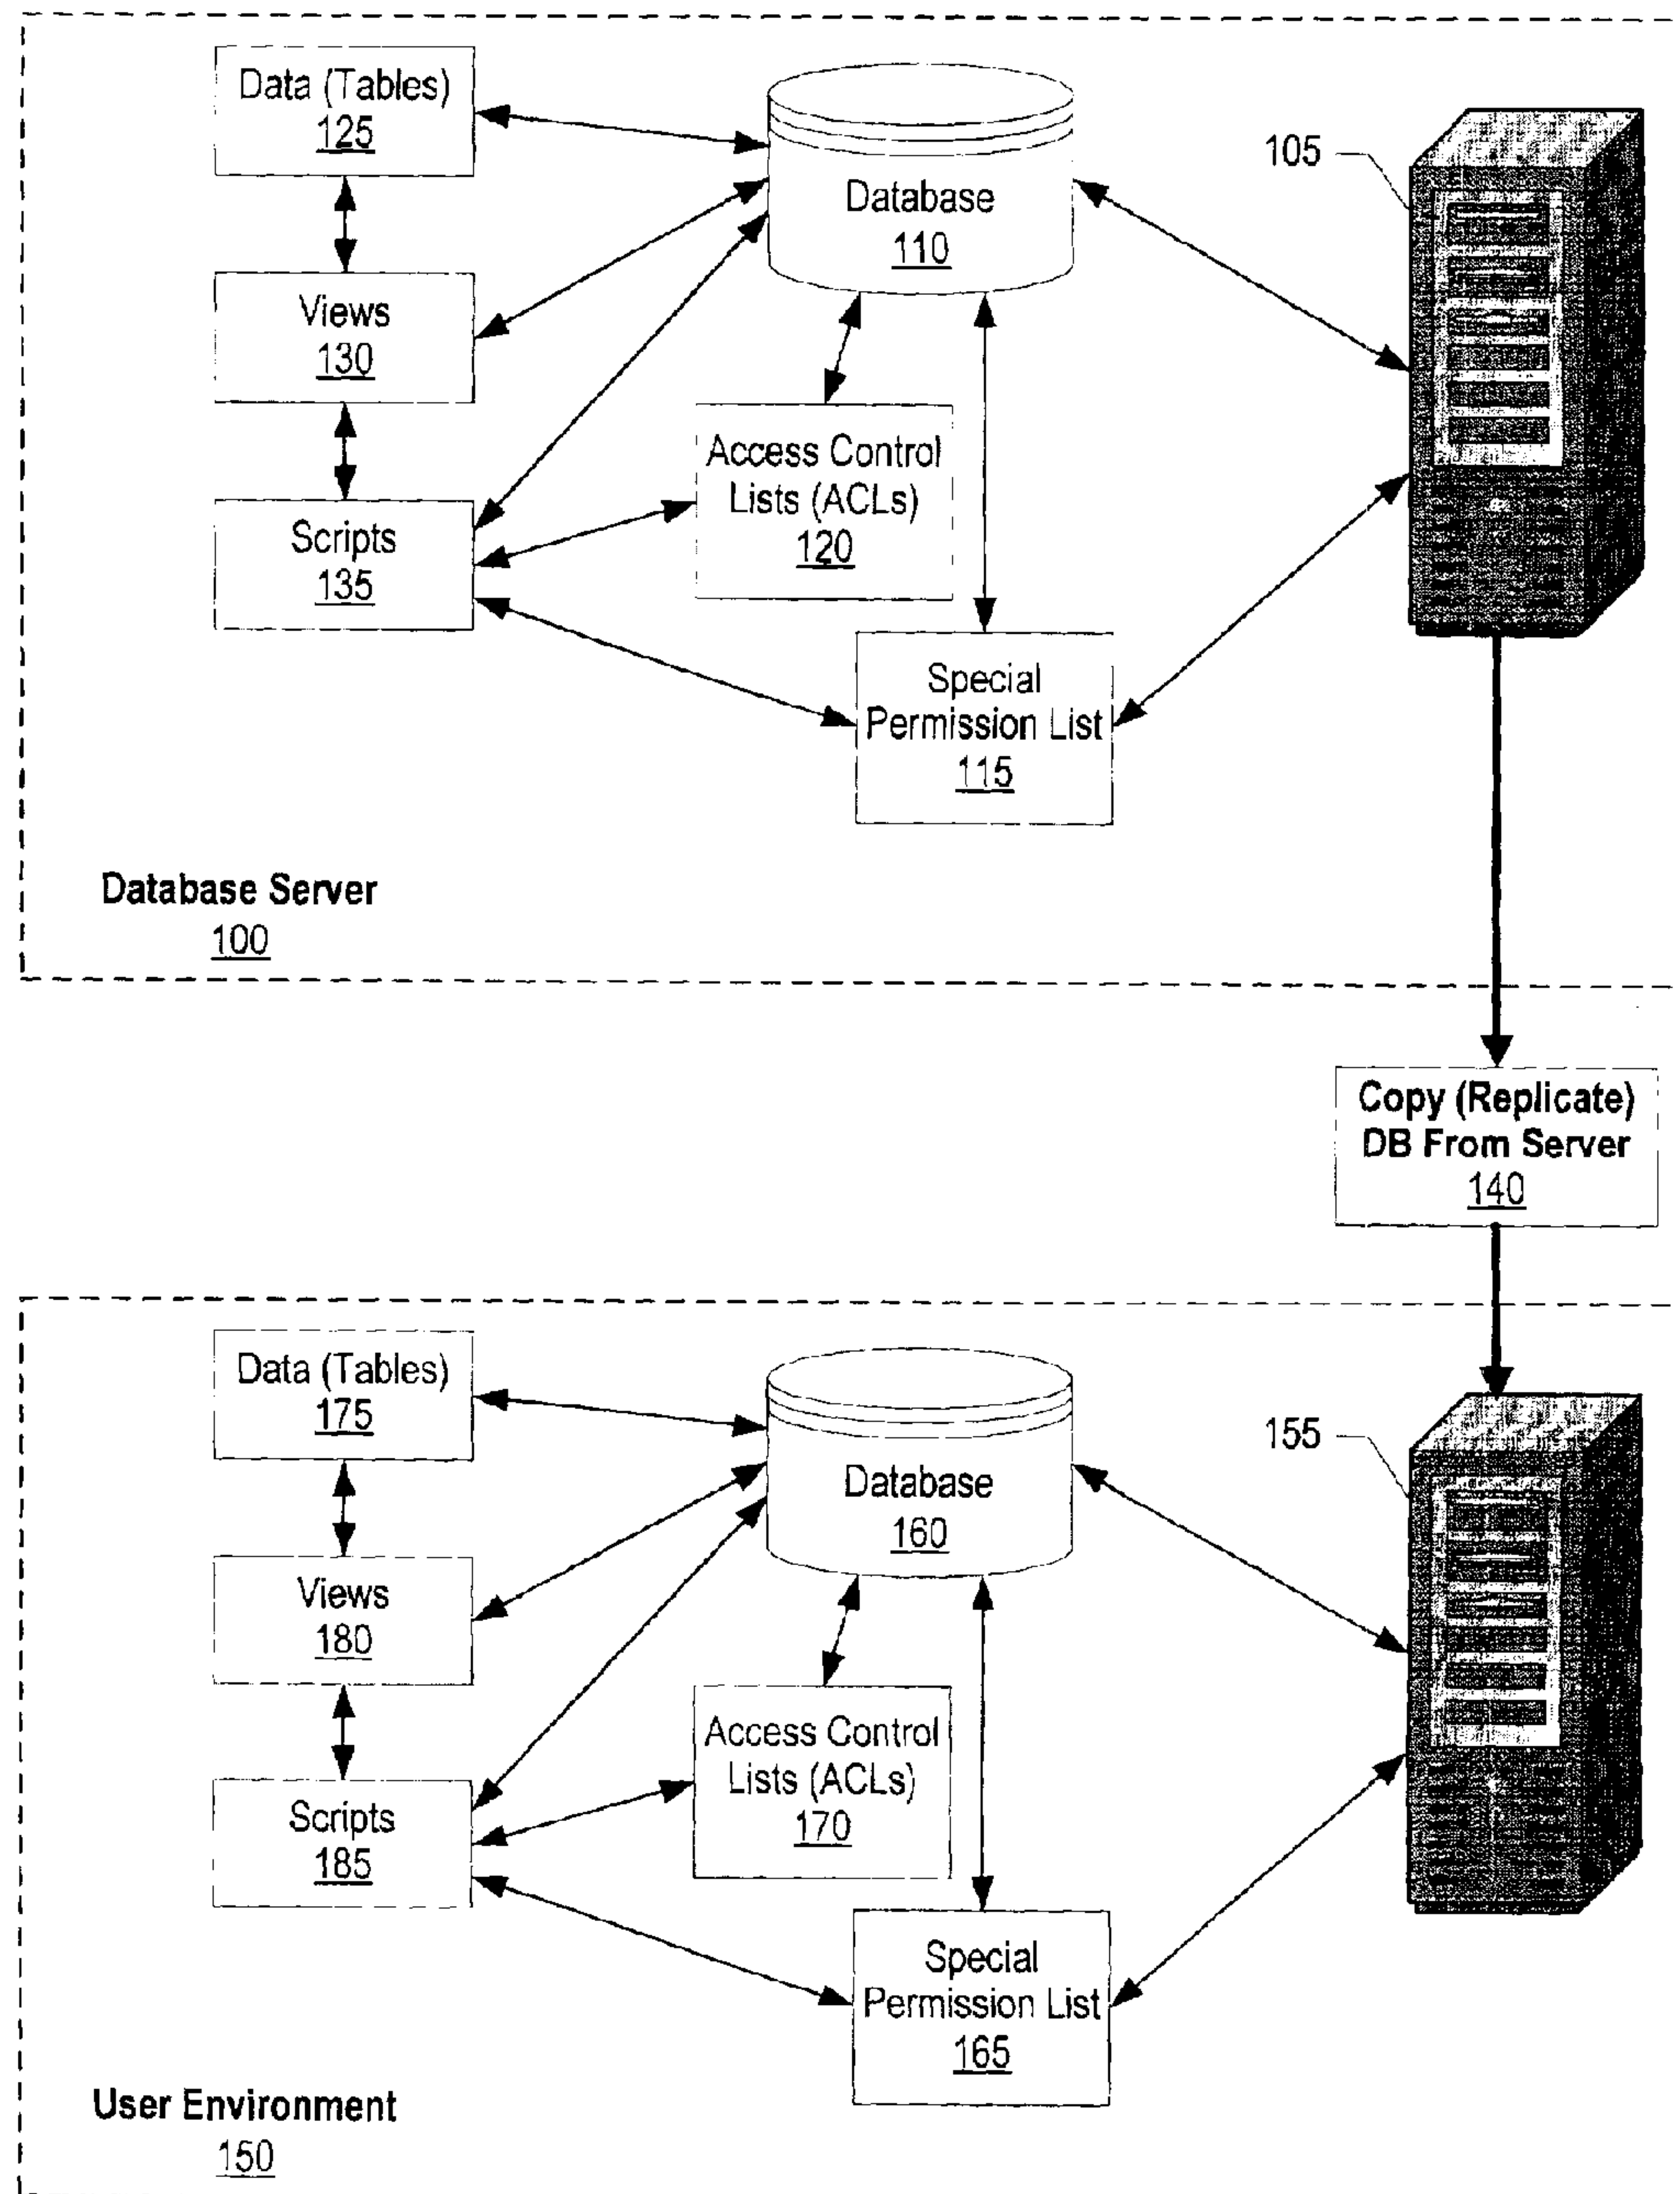 Data (Tables)
125
Database
110
105
Views
130
Access Control
Lists (ACLs)
120
Scripts
135
Special
Permission List
115
Database Server
100
Copy (Replicate)
DB From Server
140
Data (Tables)
175
Database
160
155
Views
180
Access Control
Lists (ACLs)
170
Scripts
185
Special
Permission List
165
User Environment
150